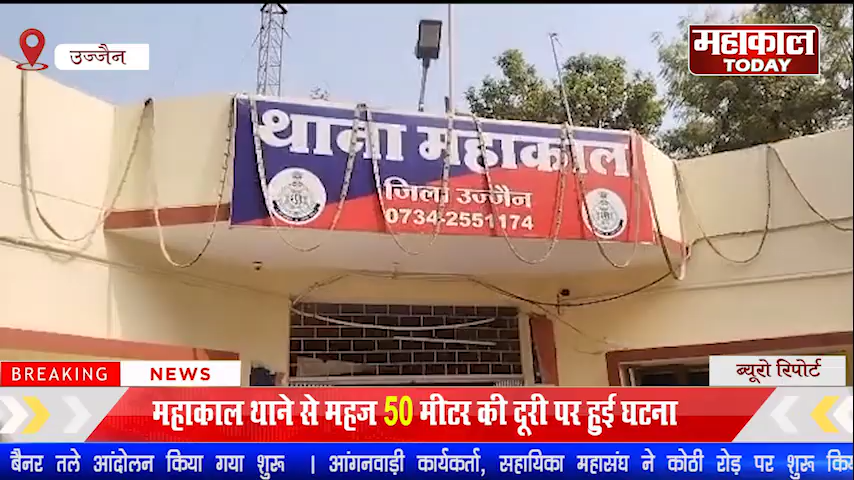 उज्जैन
महाकाल
TODAY
थाना महाकाल
जिला उज्जैन
0734-2551174
BREAKING NEWS
ब्यूरो रिपोर्ट
महाकाल थाने से महज 50 मीटर की दूरी पर हुई घटना
बैनर तले आंदोलन किया गया शुरू | आंगनवाड़ी कार्यकर्ता, सहायिका महासंघ ने कोठी रोड़ पर शुरू